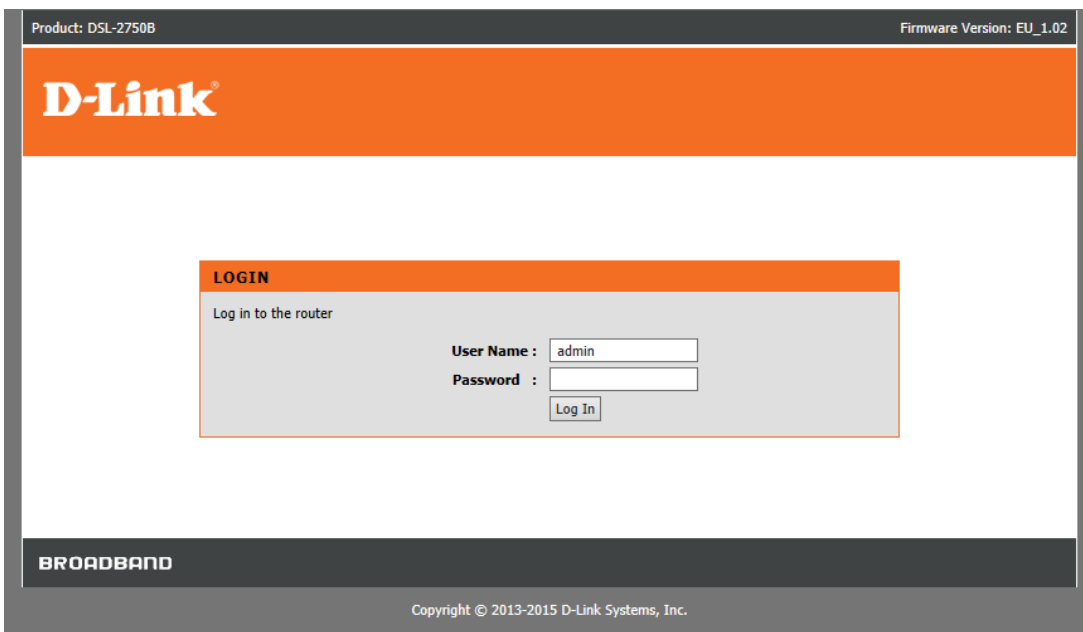 Product: DSL-2750B Firmware Version: EU_1.02
D-Link®
LOGIN
Log in to the router
User Name : admin
Password :
Log In
BROADBAND
Copyright © 2013-2015 D-Link Systems, Inc.